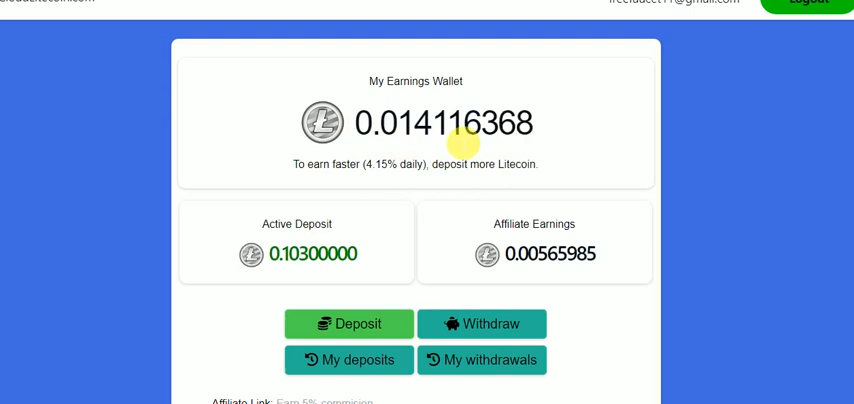 My Earnings Wallet
0.014116368
To earn faster (4.15% daily), deposit more Litecoin.
Active Deposit
0.10300000
Affiliate Earnings
0.00565985
Deposit
Withdraw
My deposits
My withdrawals
Affiliate Link: Earn 5% commision